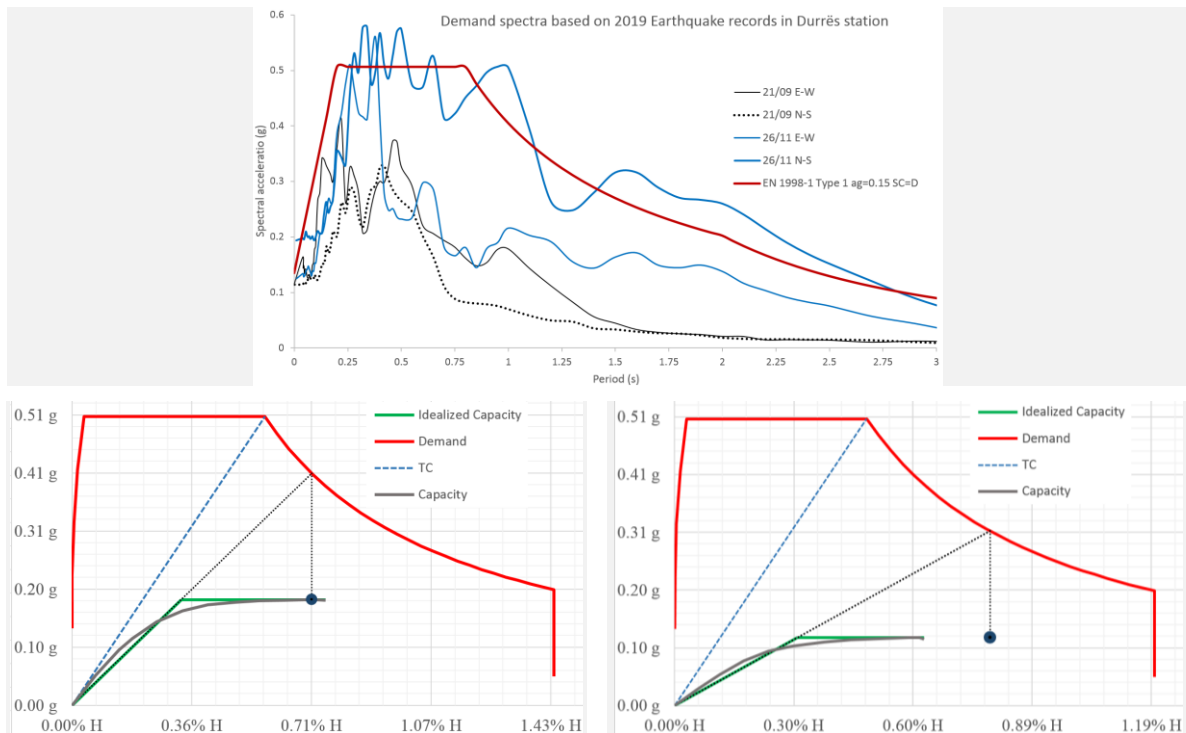 Demand spectra based on 2019 Earthquake records in Durrës station
0.6
0.5
0.4
0.3
0.2
0.1
0
Spectral acceleratio (g)
21/09 E-W
21/09 N-S
26/11 E-W
26/11 N-S
EN 1998-1 Type 1 ag=0.15 SC=D
0 0.25 0.5 0.75 1 1.25 1.5 1.75 2 2.25 2.5 2.75 3
Period (s)
0.51 g
0.41 g
0.31 g
0.20 g
0.10 g
0.00 g
Idealized Capacity
Demand
TC
Capacity
0.00% H 0.36% H 0.71% H 1.07% H 1.43% H
0.51 g
0.41 g
0.31 g
0.20 g
0.10 g
0.00 g
Idealized Capacity
Demand
TC
Capacity
0.00% H 0.30% H 0.60% H 0.89% H 1.19% H